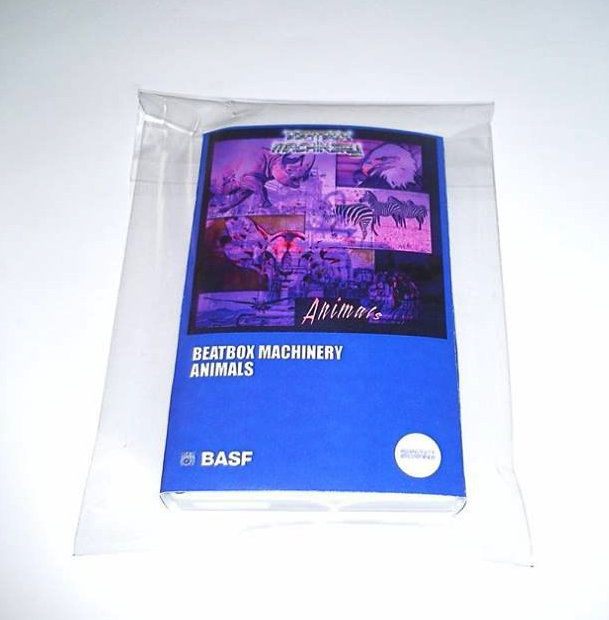 BEATBOX
MACHINERY
Animals
BEATBOX MACHINERY
ANIMALS
BASF